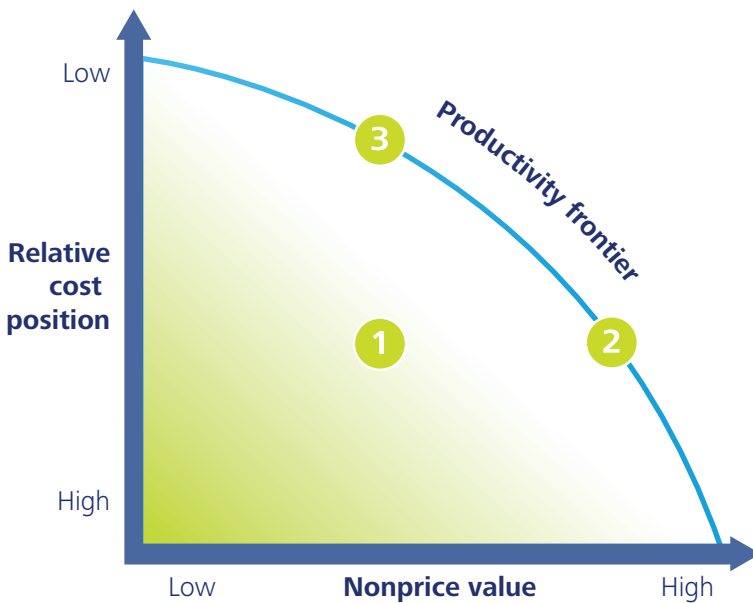 Low
3
Productivity frontier
Relative
cost
position
1
2
High
Low
Nonprice value
High